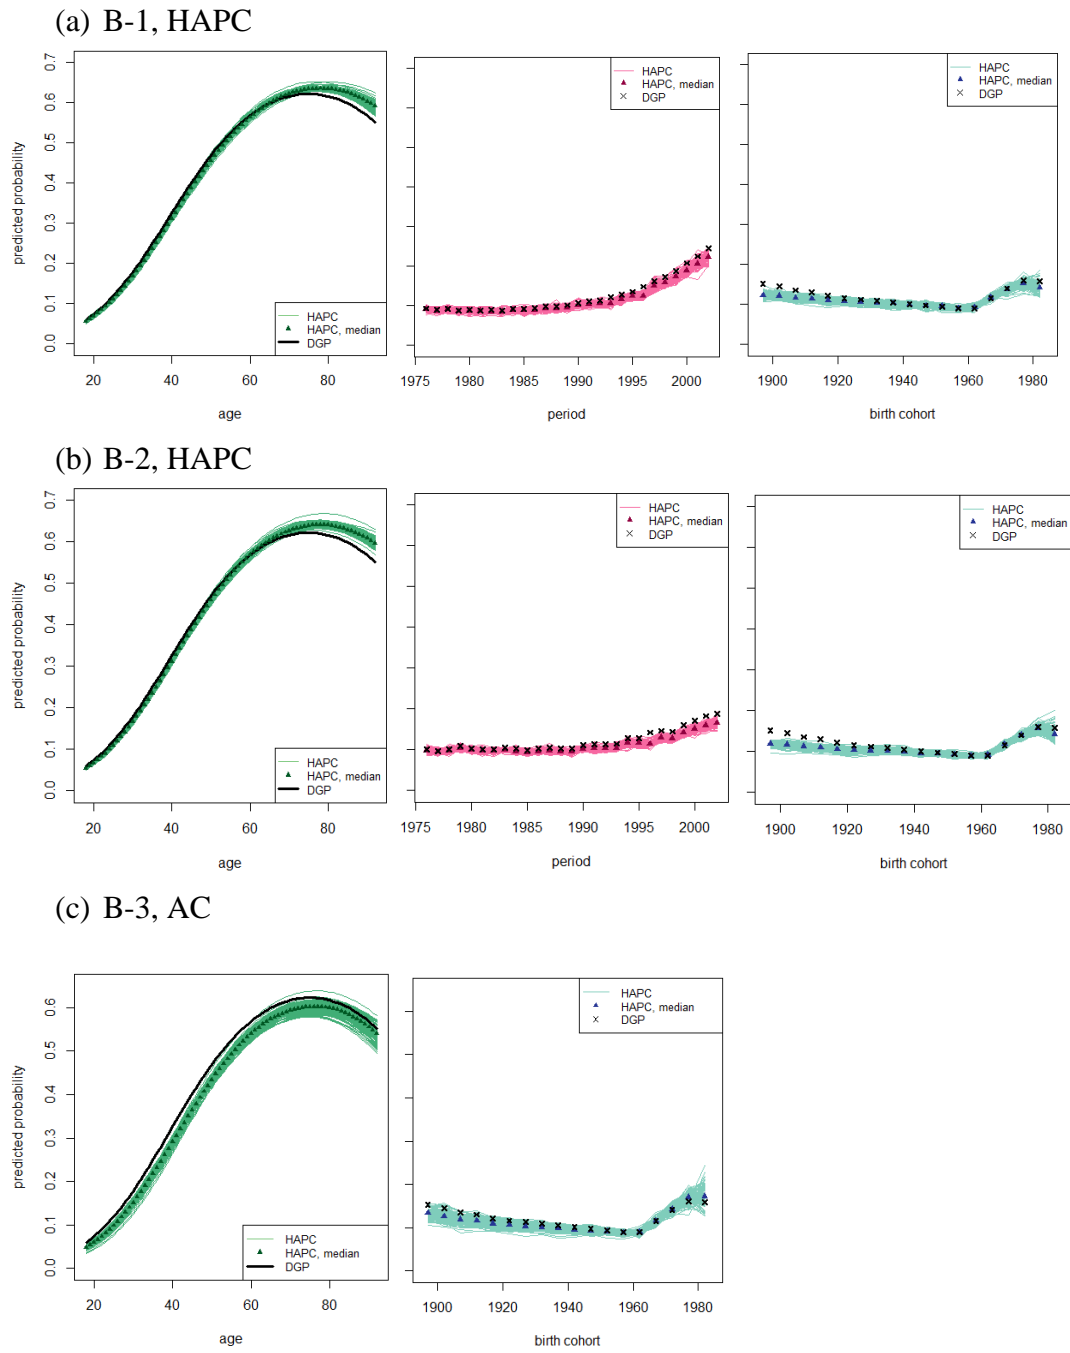 (a) B-1, HAPC
0.7
0.6
0.5
0.4
0.3
0.2
0.1
0.0
predicted probability
HAPC
HAPC, median
DGP
20 40 60 80
age
HAPC
HAPC, median
DGP
1975 1980 1985 1990 1995 2000
period
HAPC
HAPC, median
DGP
1900 1920 1940 1960 1980
birth cohort
(b) B-2, HAPC
0.7
0.6
0.5
0.4
0.3
0.2
0.1
0.0
predicted probability
HAPC
HAPC, median
DGP
20 40 60 80
age
HAPC
HAPC, median
DGP
1975 1980 1985 1990 1995 2000
period
HAPC
HAPC, median
DGP
1900 1920 1940 1960 1980
birth cohort
(c) B-3, AC
0.6
0.5
0.4
0.3
0.2
0.1
0.0
predicted probability
HAPC
HAPC, median
DGP
20 40 60 80
age
HAPC
HAPC, median
DGP
1900 1920 1940 1960 1980
birth cohort